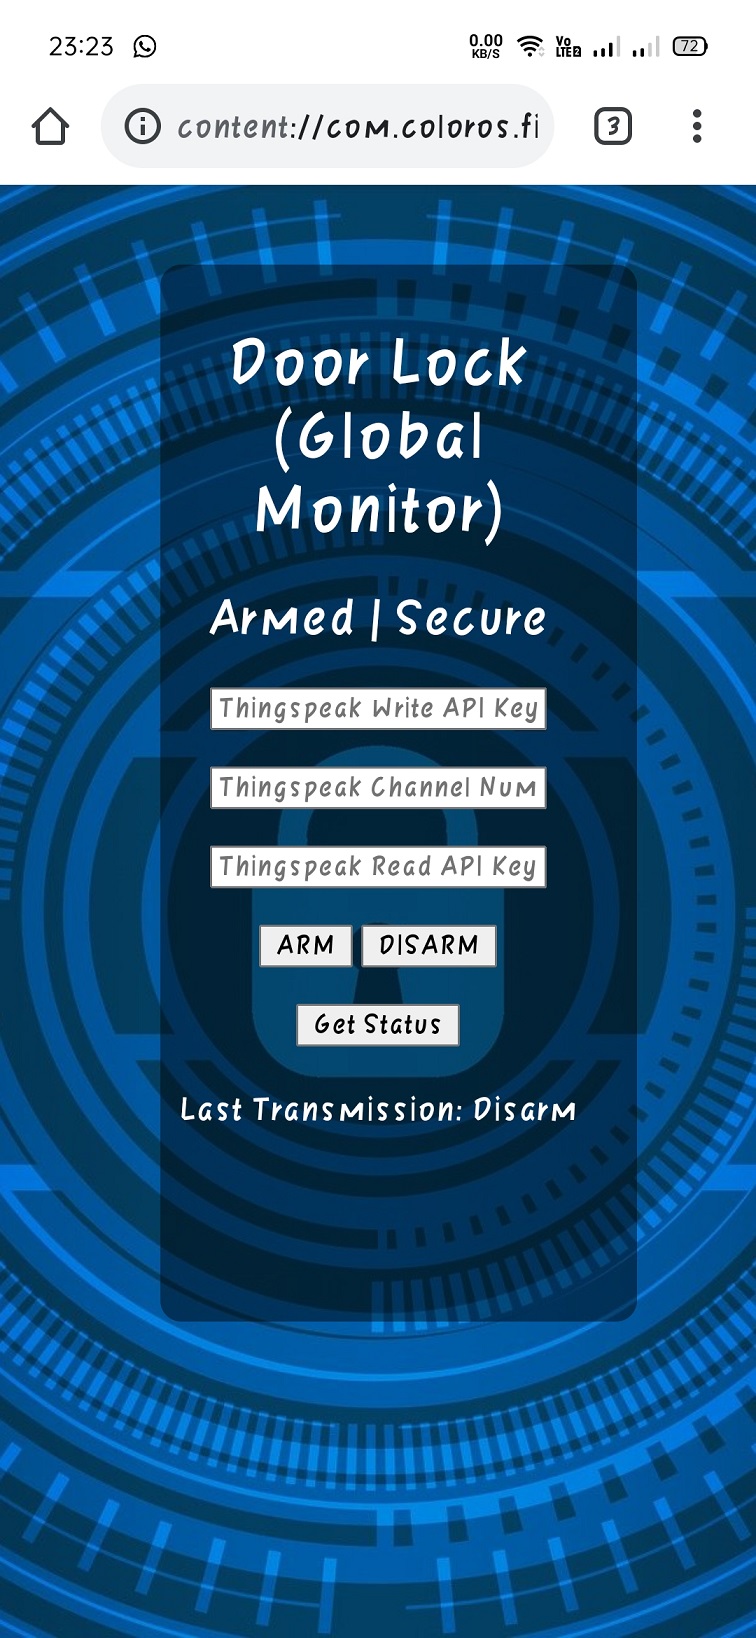 23:23
0.00
KB/S
Vo
LTE2
72
content://com.coloros.fi
3
Door Lock
(Global
Monitor)
Armed | Secure
Thingspeak Write API Key
Thingspeak Channel Num
Thingspeak Read API Key
ARM DISARM
Get Status
Last Transmission: Disarm